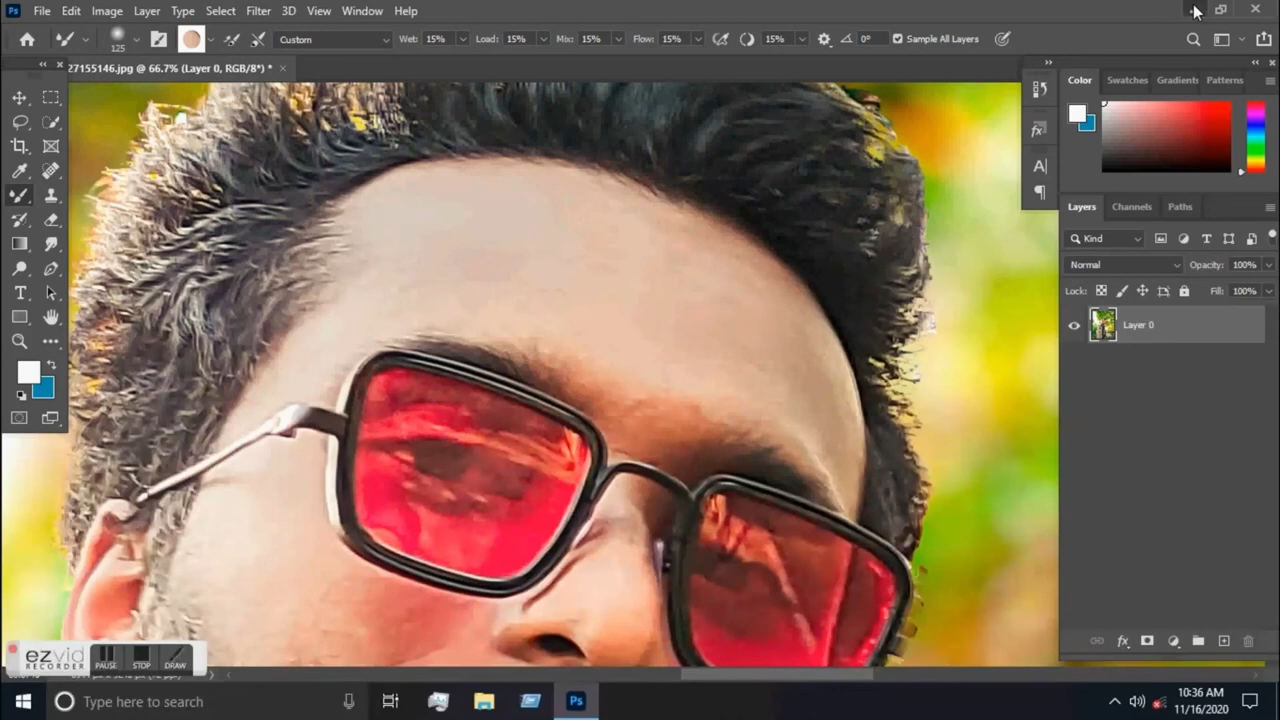 Ps File Edit Image Layer Type Select Filter 3D View Window Help
125 Custom Wet: 15% Load: 15% Mix: 15% Flow: 15% 15% 0° Sample All Layers
27155146.jpg @ 66.7% (Layer 0, RGB/8*) *
Color Swatches Gradients Patterns
Layers Channels Paths
Kind
Normal Opacity: 100%
Lock: Fill: 100%
Layer 0
ezvid
RECORDER
PAUSE STOP DRAW
Type here to search
Ps
10:36 AM
11/16/2020